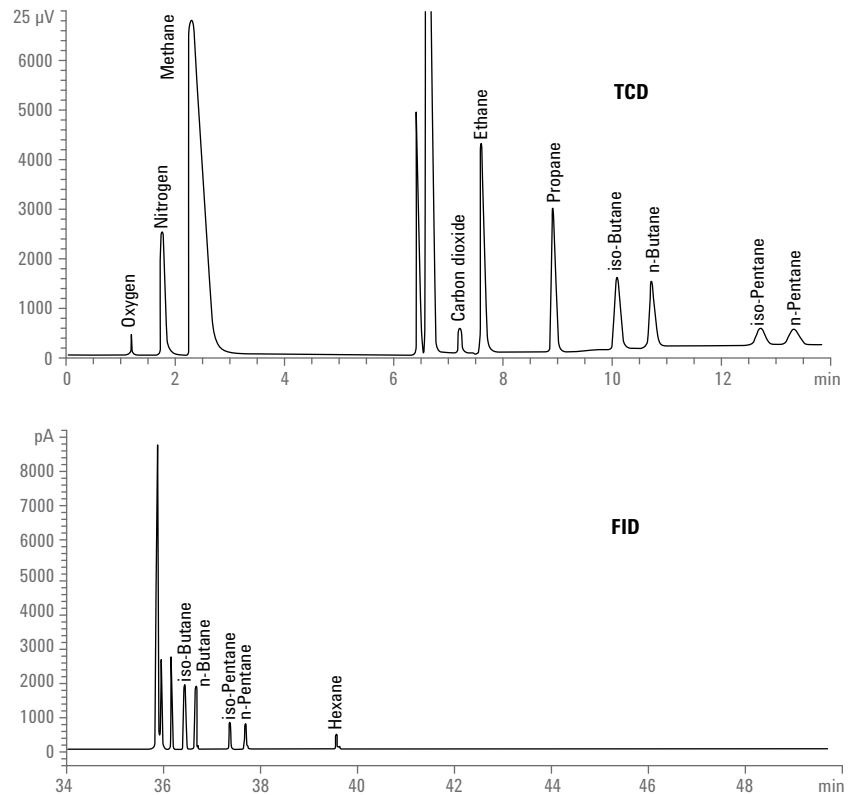 25 µV
6000
5000
4000
3000
2000
1000
0
Oxygen
Nitrogen
Methane
Carbon dioxide
Ethane
Propane
iso-Butane
n-Butane
iso-Pentane
n-Pentane
TCD
0 2 4 6 8 10 12 min
pA
8000
7000
6000
5000
4000
3000
2000
1000
0
iso-Butane
n-Butane
iso-Pentane
n-Pentane
Hexane
FID
34 36 38 40 42 44 46 48 min